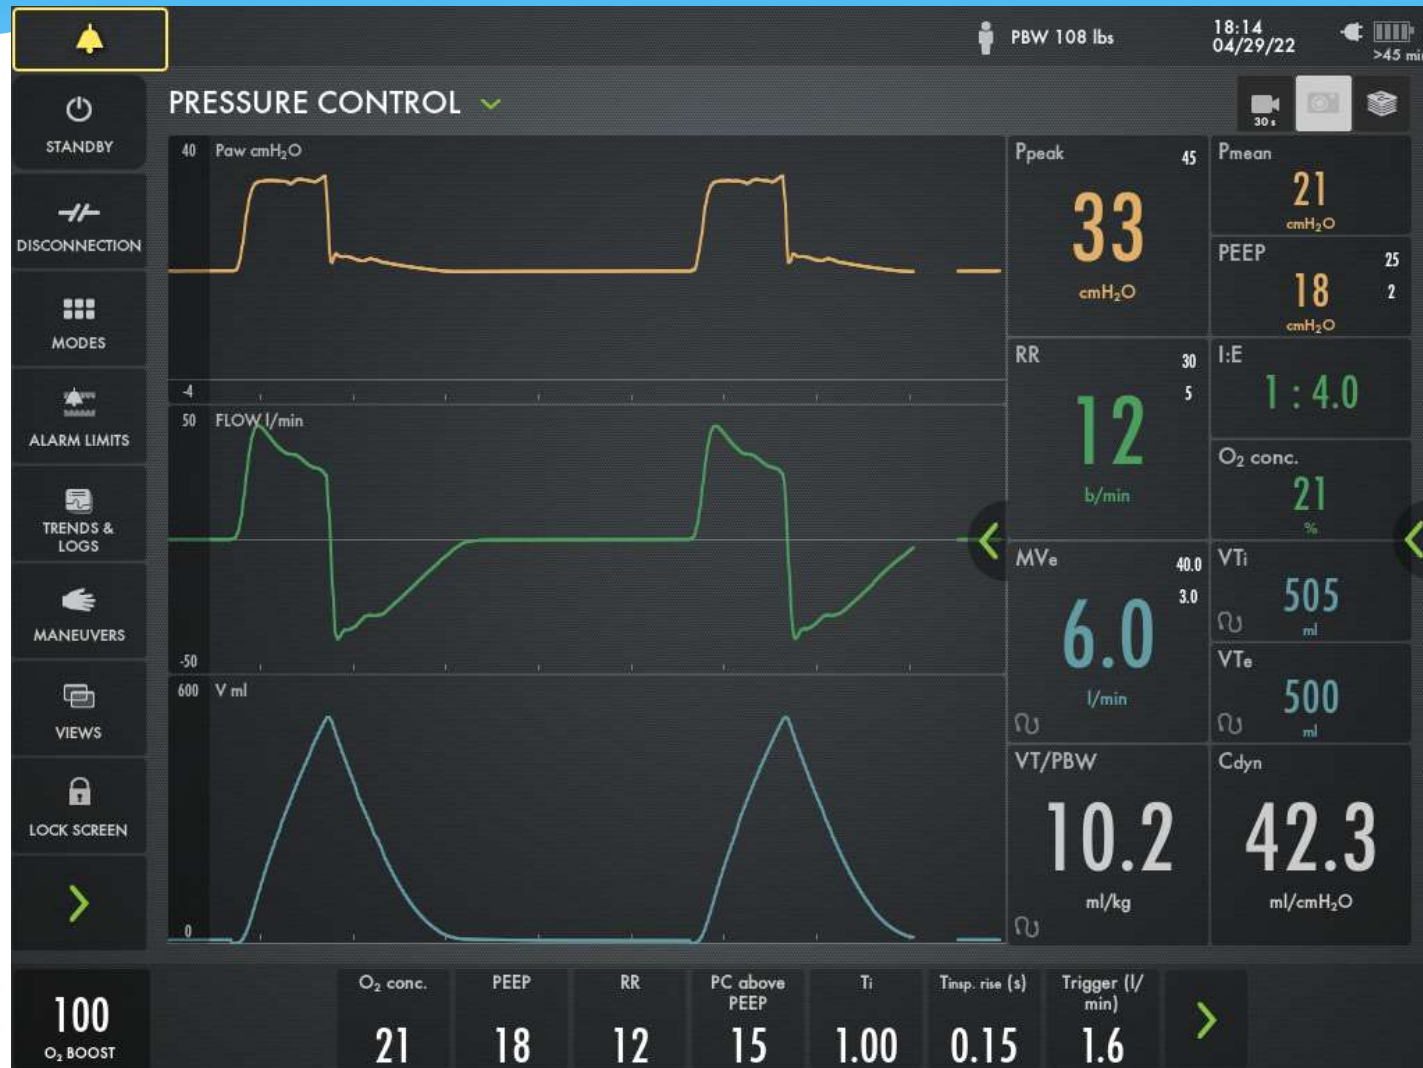 PBW 108 lbs
18:14
04/29/22
>45 min
STANDBY
DISCONNECTION
MODES
ALARM LIMITS
TRENDS &
LOGS
MANEUVERS
VIEWS
LOCK SCREEN
PRESSURE CONTROL
30 s
40 Paw cmH₂O
-4
50 FLOW l/min
-50
600 V ml
0
Ppeak 45
33
cmH₂O
Pmean
21
cmH₂O
PEEP 25
18 2
cmH₂O
RR 30
5
12
b/min
I:E
1 : 4.0
O₂ conc.
21
%
MVe 40.0
3.0
6.0
l/min
VTi
505
ml
VTe
500
ml
VT/PBW
10.2
ml/kg
Cdyn
42.3
ml/cmH₂O
100
O₂ BOOST
O₂ conc.
21
PEEP
18
RR
12
PC above
PEEP
15
Ti
1.00
Tinsp. rise (s)
0.15
Trigger (l/
min)
1.6